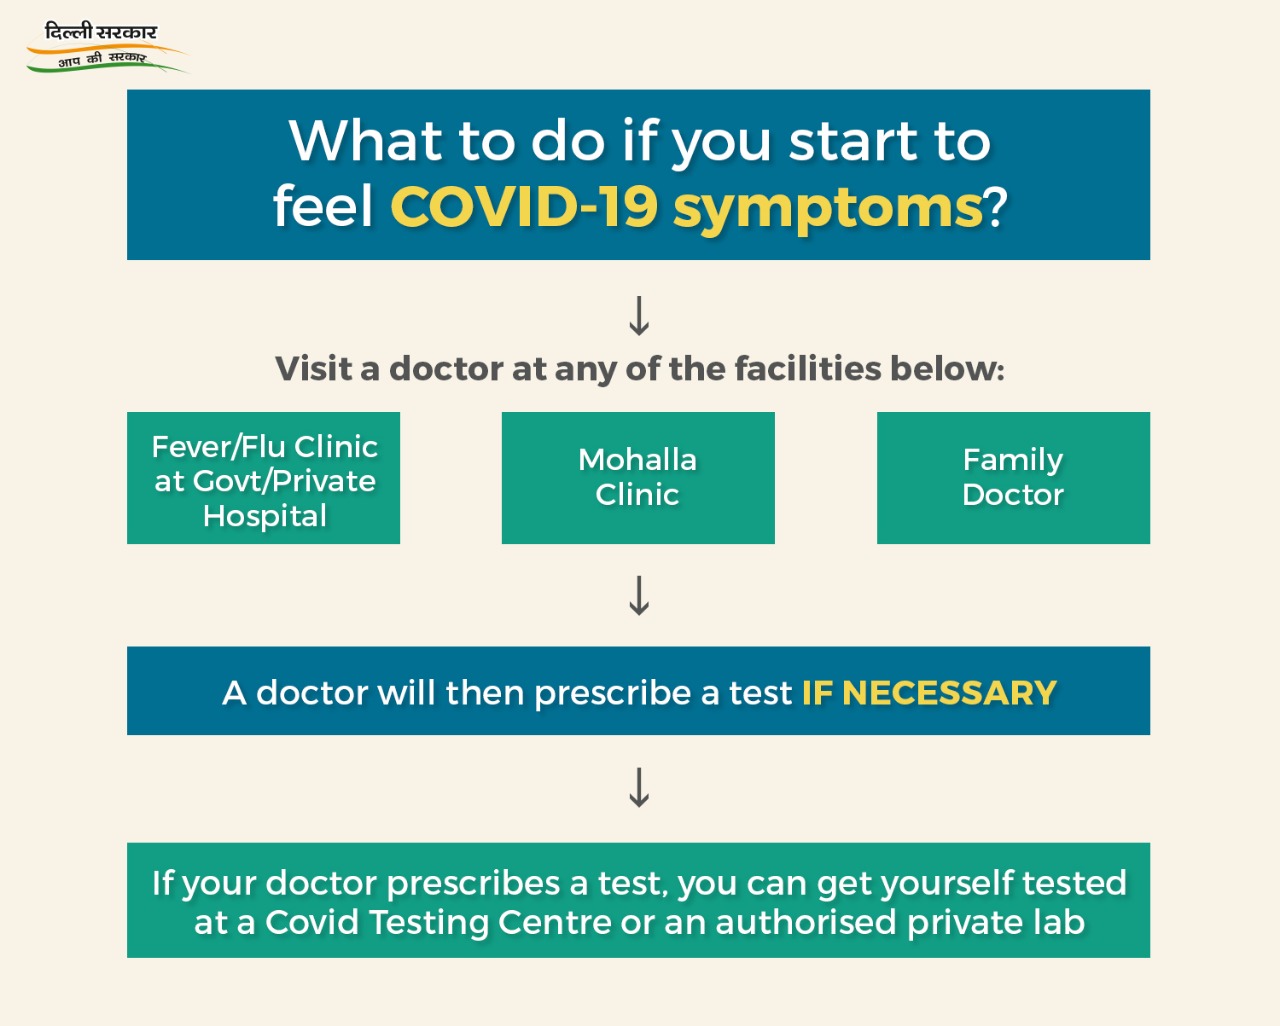 दिल्ली सरकार
आप की सरकार
What to do if you start to
feel COVID-19 symptoms?
Visit a doctor at any of the facilities below:
Fever/Flu Clinic
at Govt/Private
Hospital
Mohalla
Clinic
Family
Doctor
A doctor will then prescribe a test IF NECESSARY
If your doctor prescribes a test, you can get yourself tested
at a Covid Testing Centre or an authorised private lab